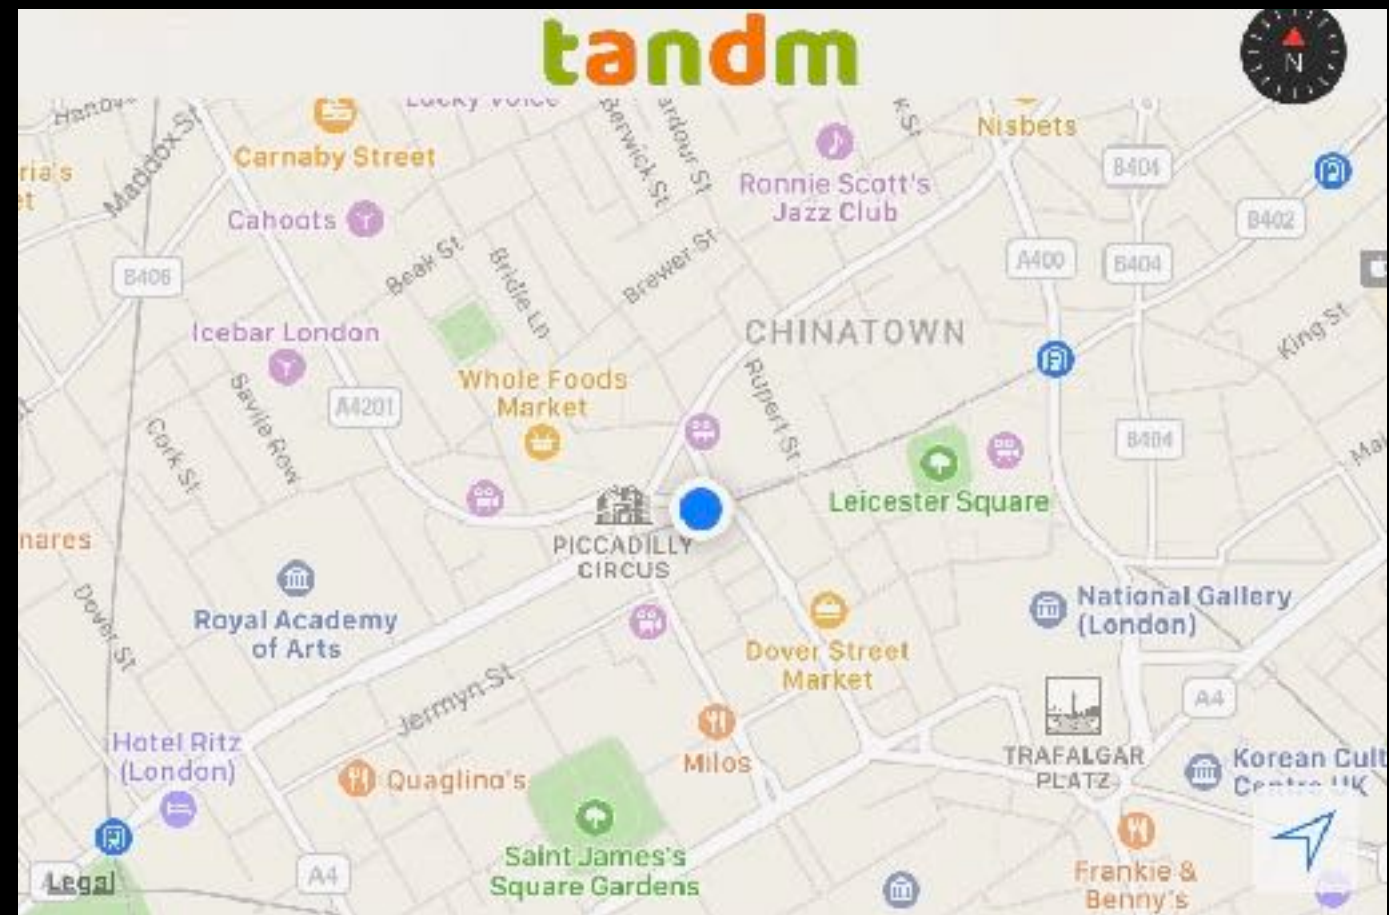 tandm
N
Carnaby Street
Maddox St
Berwick St
Nisbets
Ronnie Scott's
Jazz Club
B404
B402
Cahoots
Beak St
Bridle Ln
Brewer St
A400
B404
B406
Icebar London
CHINATOWN
King St
Whole Foods
Market
A4201
Savile Row
Cork St
Rupert St
B404
Leicester Square
PICCADILLY
CIRCUS
Royal Academy
of Arts
Dover St
National Gallery
(London)
Dover Street
Market
Jermyn St
A4
Hotel Ritz
(London)
Quaglino's
Milos
TRAFALGAR
PLATZ
Korean Cult
Saint James's
Square Gardens
A4
Legal
Frankie &
Benny's